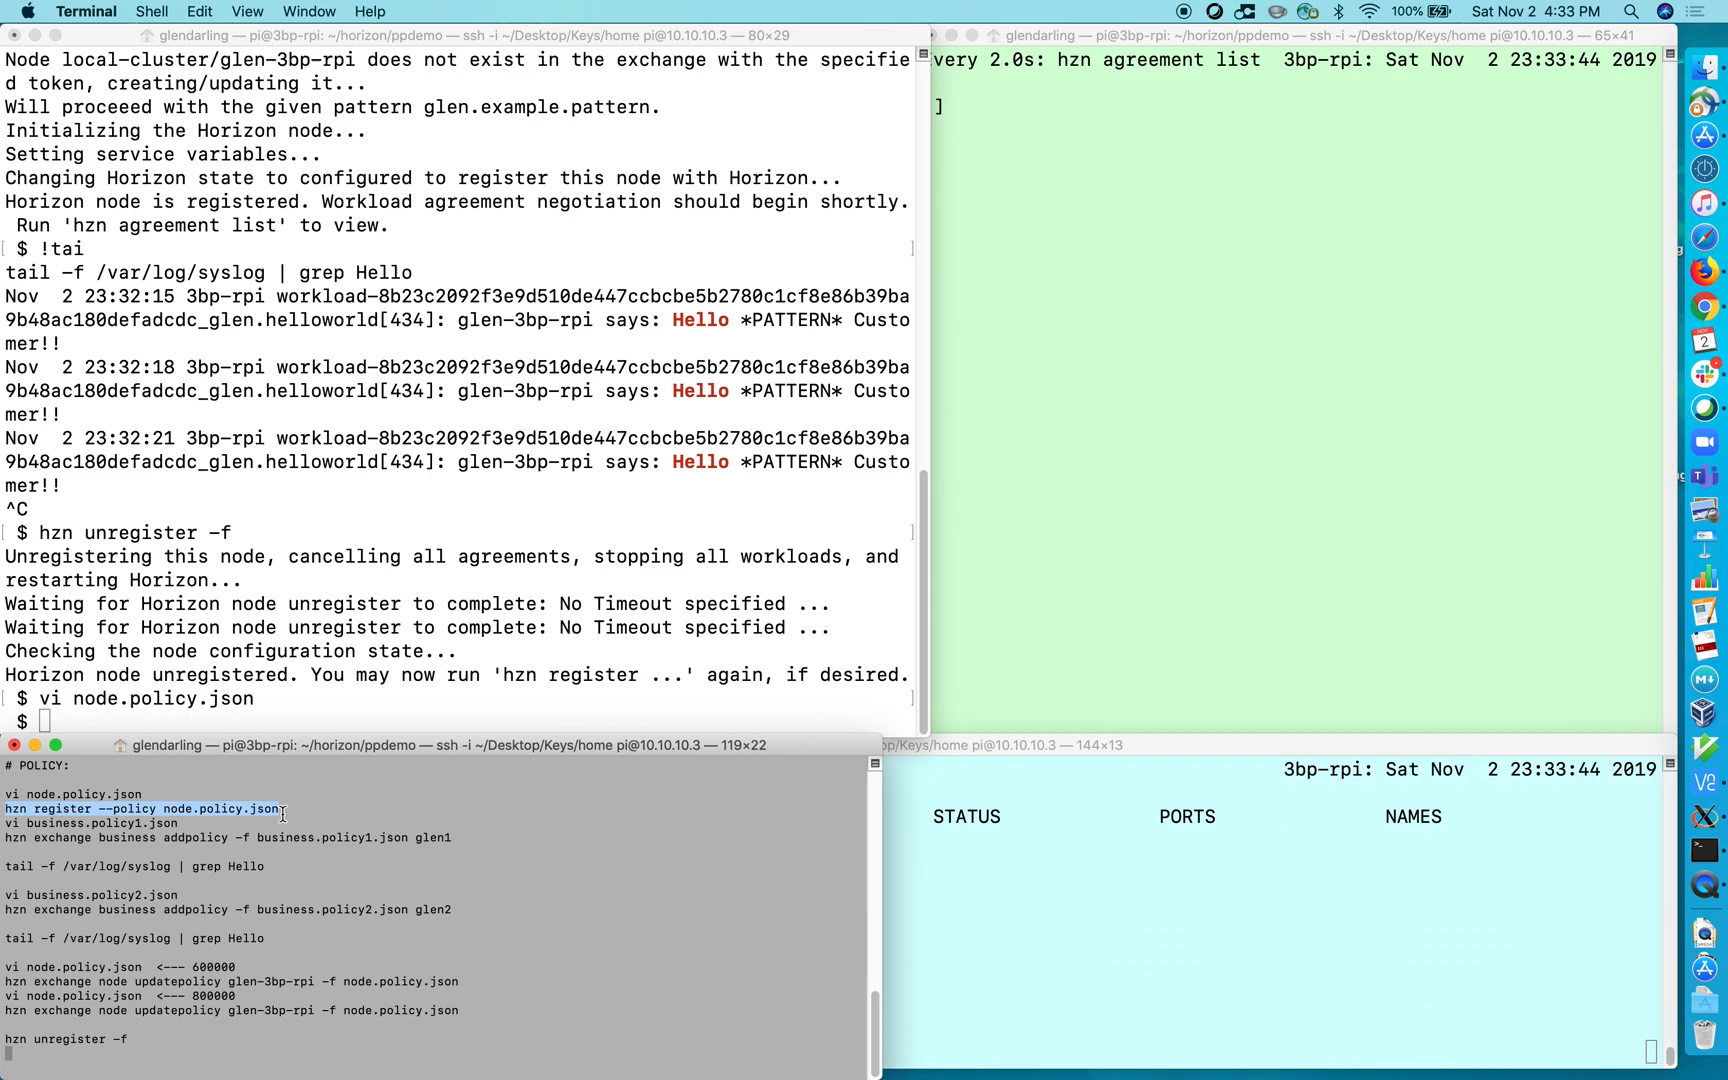 Terminal Shell Edit View Window Help
100% Sat Nov 2 4:33 PM
glendarling — pi@3bp-rpi: ~/horizon/ppdemo — ssh -i ~/Desktop/Keys/home pi@10.10.10.3 — 80×29
Node local-cluster/glen-3bp-rpi does not exist in the exchange with the specifie
d token, creating/updating it...
Will proceeed with the given pattern glen.example.pattern.
Initializing the Horizon node...
Setting service variables...
Changing Horizon state to configured to register this node with Horizon...
Horizon node is registered. Workload agreement negotiation should begin shortly.
Run 'hzn agreement list' to view.
[ $ !tai ]
tail -f /var/log/syslog | grep Hello
Nov  2 23:32:15 3bp-rpi workload-8b23c2092f3e9d510de447ccbcbe5b2780c1cf8e86b39ba
9b48ac180defadcdc_glen.helloworld[434]: glen-3bp-rpi says: Hello *PATTERN* Custo
mer!!
Nov  2 23:32:18 3bp-rpi workload-8b23c2092f3e9d510de447ccbcbe5b2780c1cf8e86b39ba
9b48ac180defadcdc_glen.helloworld[434]: glen-3bp-rpi says: Hello *PATTERN* Custo
mer!!
Nov  2 23:32:21 3bp-rpi workload-8b23c2092f3e9d510de447ccbcbe5b2780c1cf8e86b39ba
9b48ac180defadcdc_glen.helloworld[434]: glen-3bp-rpi says: Hello *PATTERN* Custo
mer!!
^C
[ $ hzn unregister -f ]
Unregistering this node, cancelling all agreements, stopping all workloads, and
restarting Horizon...
Waiting for Horizon node unregister to complete: No Timeout specified ...
Waiting for Horizon node unregister to complete: No Timeout specified ...
Checking the node configuration state...
Horizon node unregistered. You may now run 'hzn register ...' again, if desired.
[ $ vi node.policy.json ]
$
glendarling — pi@3bp-rpi: ~/horizon/ppdemo — ssh -i ~/Desktop/Keys/home pi@10.10.10.3 — 65×41
very 2.0s: hzn agreement list  3bp-rpi: Sat Nov  2 23:33:44 2019
]
glendarling — pi@3bp-rpi: ~/horizon/ppdemo — ssh -i ~/Desktop/Keys/home pi@10.10.10.3 — 119×22
# POLICY:
vi node.policy.json
hzn register --policy node.policy.json
vi business.policy1.json
hzn exchange business addpolicy -f business.policy1.json glen1
tail -f /var/log/syslog | grep Hello
vi business.policy2.json
hzn exchange business addpolicy -f business.policy2.json glen2
tail -f /var/log/syslog | grep Hello
vi node.policy.json  <--- 600000
hzn exchange node updatepolicy glen-3bp-rpi -f node.policy.json
vi node.policy.json  <--- 800000
hzn exchange node updatepolicy glen-3bp-rpi -f node.policy.json
hzn unregister -f
p/Keys/home pi@10.10.10.3 — 144×13
3bp-rpi: Sat Nov  2 23:33:44 2019
STATUS PORTS NAMES